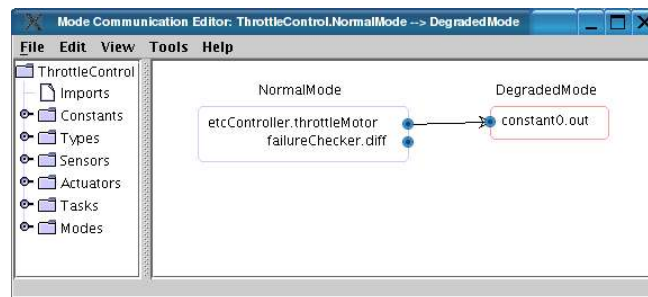 Mode Communication Editor: ThrottleControl.NormalMode --> DegradedMode
File Edit View Tools Help
ThrottleControl
Imports
Constants
Types
Sensors
Actuators
Tasks
Modes
NormalMode
etcController.throttleMotor
failureChecker.diff
DegradedMode
constant0.out